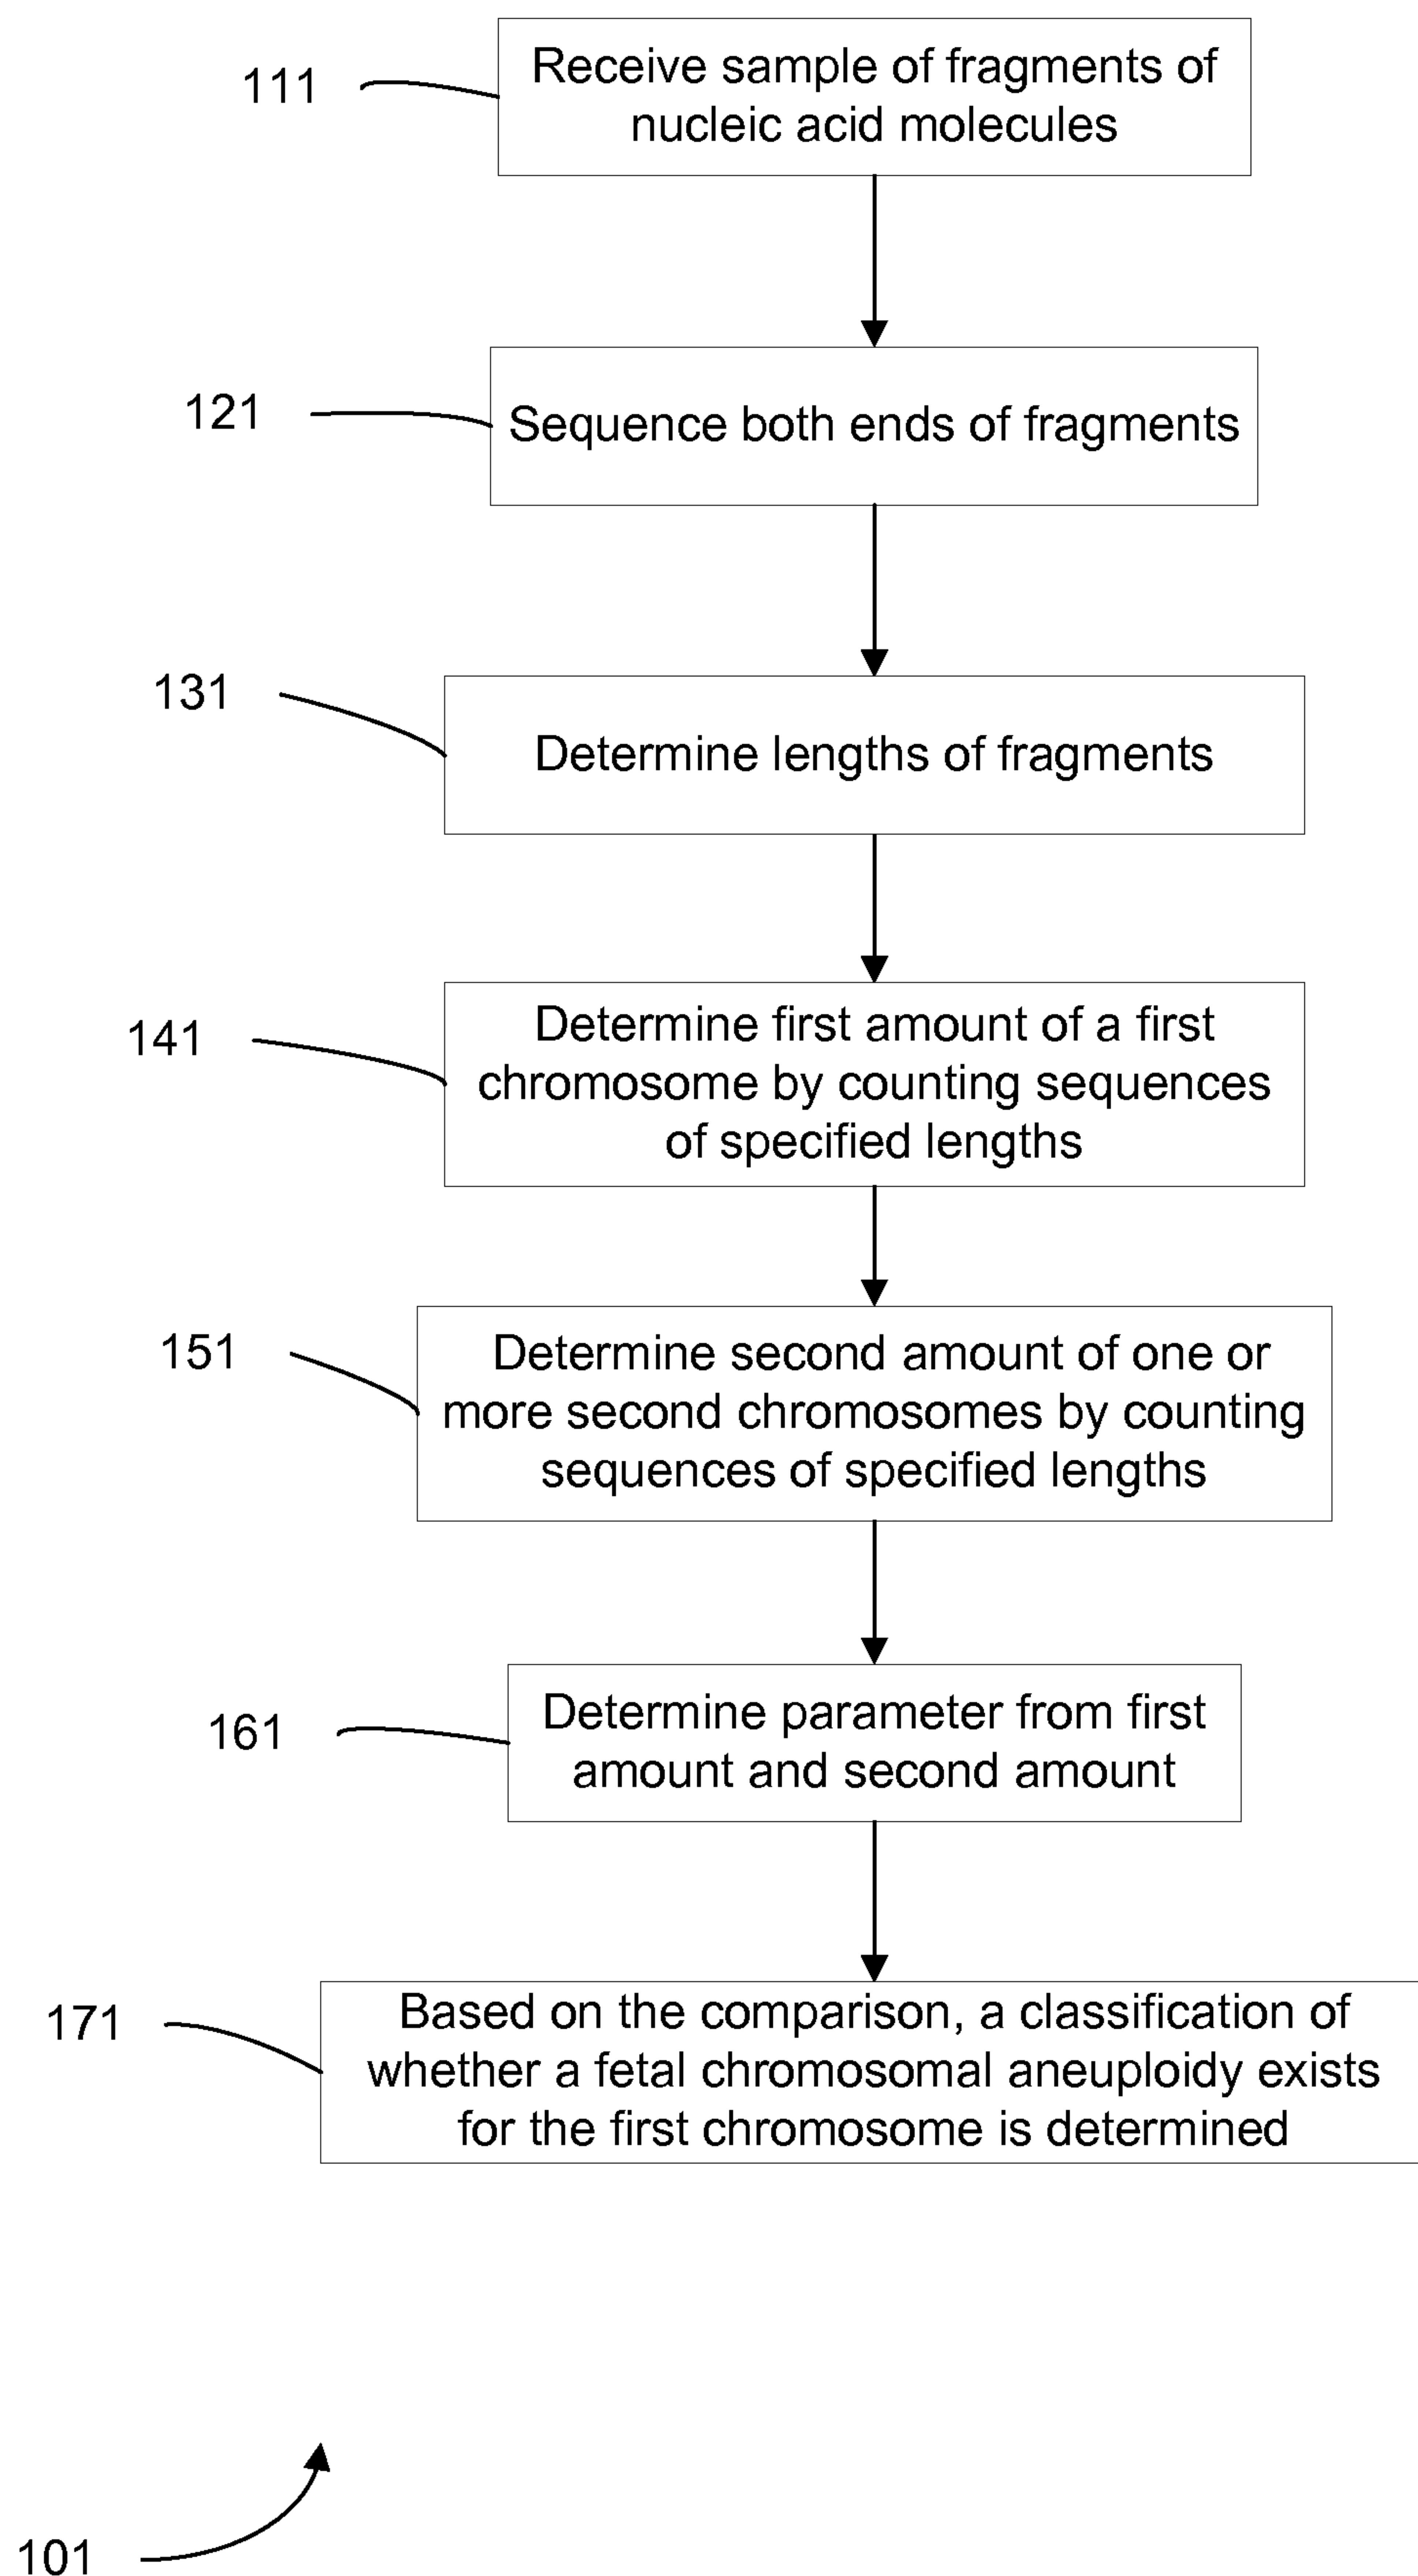 111
Receive sample of fragments of
nucleic acid molecules
121
Sequence both ends of fragments
131
Determine lengths of fragments
141
Determine first amount of a first
chromosome by counting sequences
of specified lengths
151
Determine second amount of one or
more second chromosomes by counting
sequences of specified lengths
161
Determine parameter from first
amount and second amount
171
Based on the comparison, a classification of
whether a fetal chromosomal aneuploidy exists
for the first chromosome is determined
101